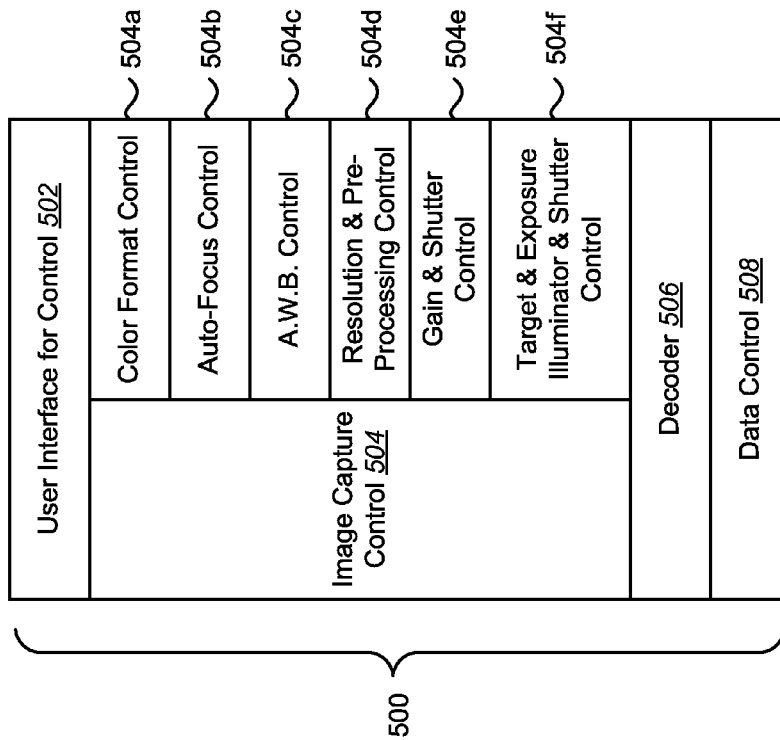 500
User Interface for Control 502
Image Capture
Control 504
Color Format Control
504a
Auto-Focus Control
504b
A.W.B. Control
504c
Resolution & Pre-
Processing Control
504d
Gain & Shutter
Control
504e
Target & Exposure
Illuminator & Shutter
Control
504f
Decoder 506
Data Control 508